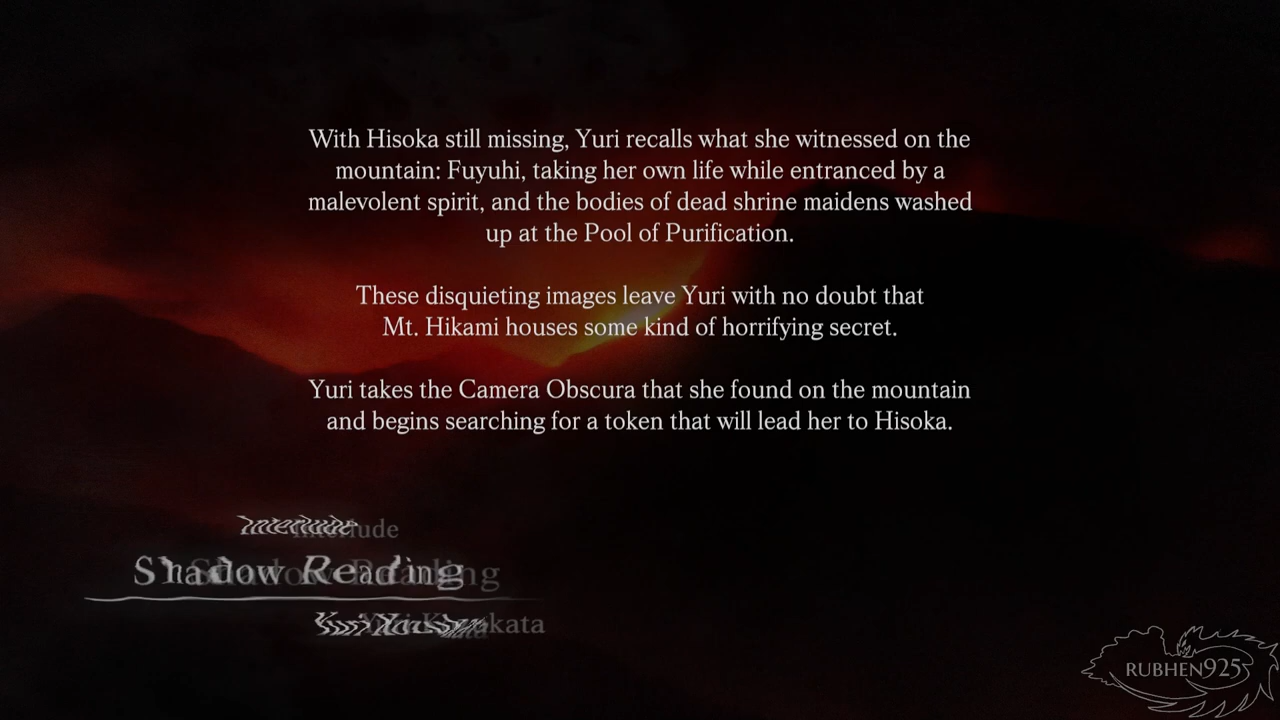 With Hisoka still missing, Yuri recalls what she witnessed on the
mountain: Fuyuhi, taking her own life while entranced by a
malevolent spirit, and the bodies of dead shrine maidens washed
up at the Pool of Purification.
These disquieting images leave Yuri with no doubt that
Mt. Hikami houses some kind of horrifying secret.
Yuri takes the Camera Obscura that she found on the mountain
and begins searching for a token that will lead her to Hisoka.
Interlude
Shadow Reading
Yuri
RUBHEN925